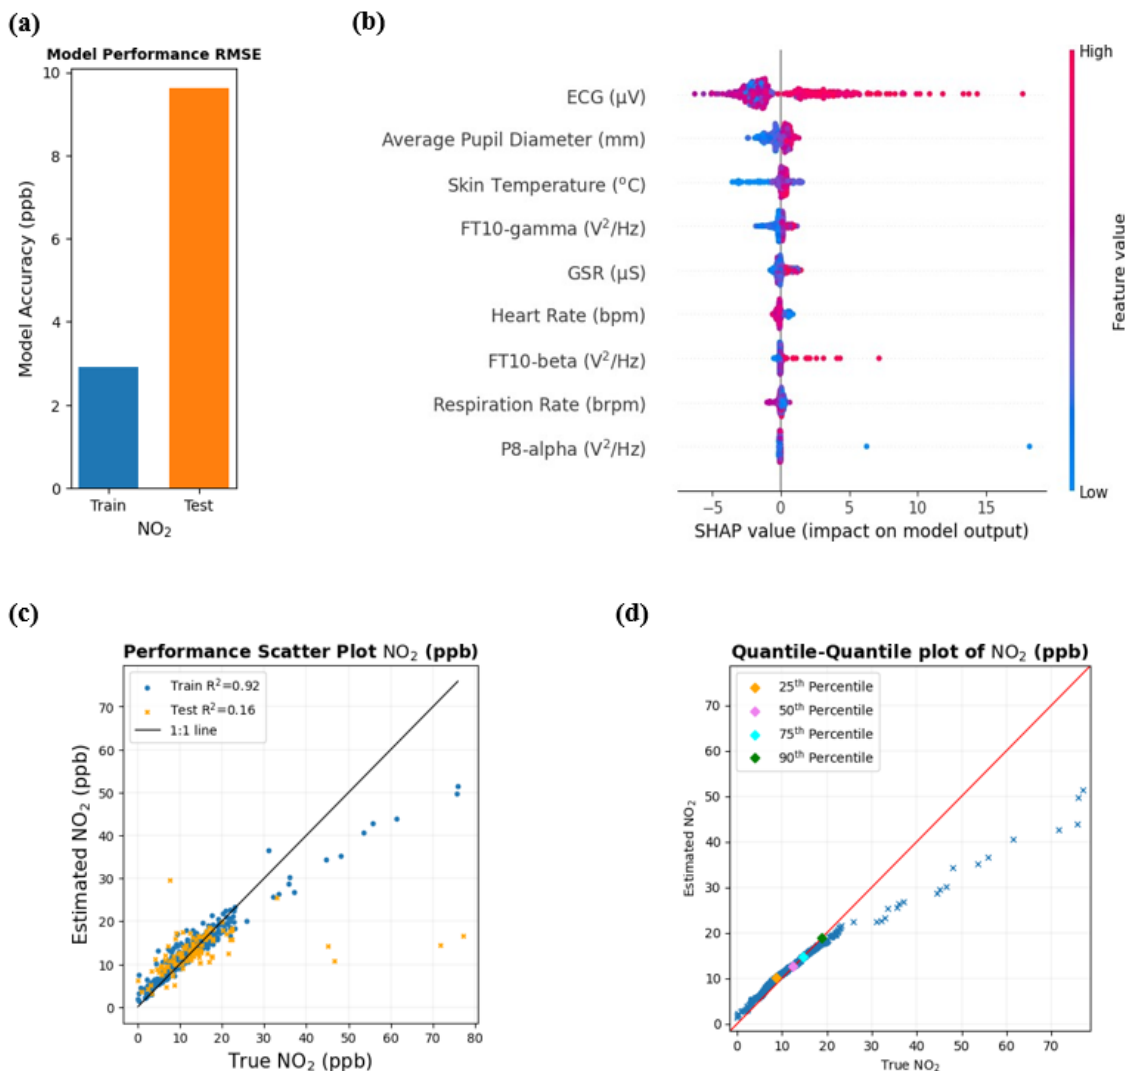 (a)
Model Performance RMSE
Model Accuracy (ppb)
10
8
6
4
2
0
Train
Test
NO₂
(b)
ECG (µV)
Average Pupil Diameter (mm)
Skin Temperature (°C)
FT10-gamma (V²/Hz)
GSR (µS)
Heart Rate (bpm)
FT10-beta (V²/Hz)
Respiration Rate (brpm)
P8-alpha (V²/Hz)
−5
0
5
10
15
SHAP value (impact on model output)
High
Feature value
Low
(c)
Performance Scatter Plot NO₂ (ppb)
Train R²=0.92
Test R²=0.16
1:1 line
Estimated NO₂ (ppb)
70
60
50
40
30
20
10
0
0
10
20
30
40
50
60
70
80
True NO₂ (ppb)
(d)
Quantile-Quantile plot of NO₂ (ppb)
25ᵗʰ Percentile
50ᵗʰ Percentile
75ᵗʰ Percentile
90ᵗʰ Percentile
Estimated NO₂
70
60
50
40
30
20
10
0
0
10
20
30
40
50
60
70
True NO₂